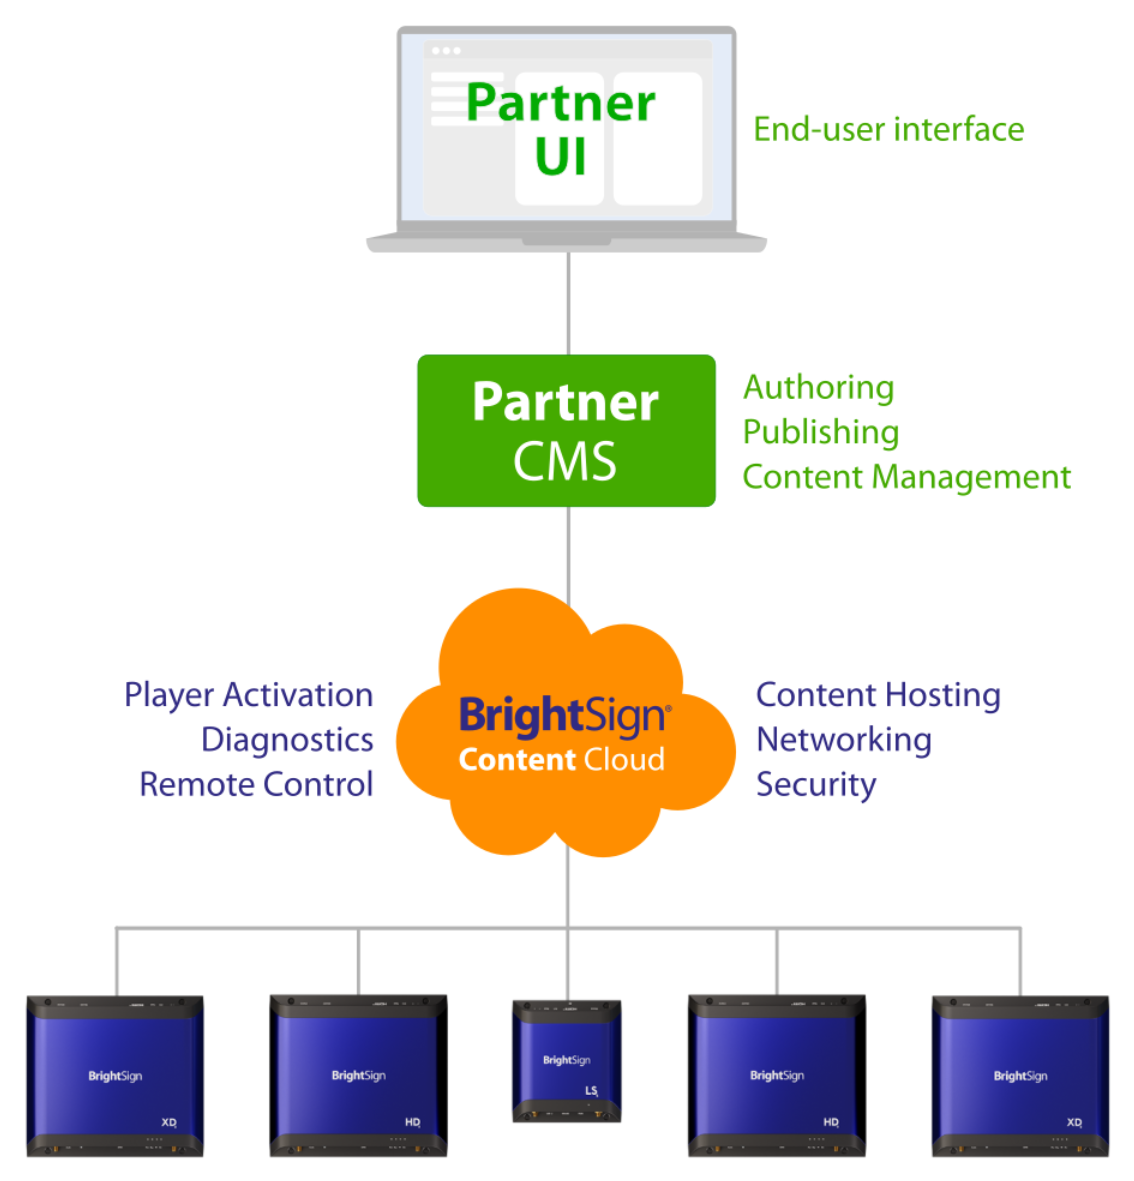 Partner
UI
End-user interface
Partner
CMS
Authoring
Publishing
Content Management
Player Activation
Diagnostics
Remote Control
BrightSign®
Content Cloud
Content Hosting
Networking
Security
BrightSign
XD
BrightSign
HD
BrightSign
LS
BrightSign
HD
BrightSign
XD